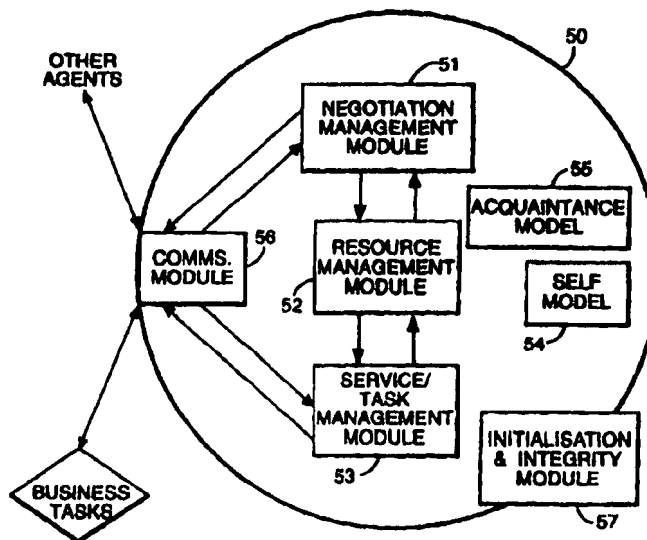 OTHER
AGENTS
50
51
NEGOTIATION
MANAGEMENT
MODULE
55
ACQUAINTANCE
MODEL
COMMS.
MODULE
56
RESOURCE
MANAGEMENT
MODULE
52
SELF
MODEL
54
SERVICE/
TASK
MANAGEMENT
MODULE
53
INITIALISATION
& INTEGRITY
MODULE
57
BUSINESS
TASKS